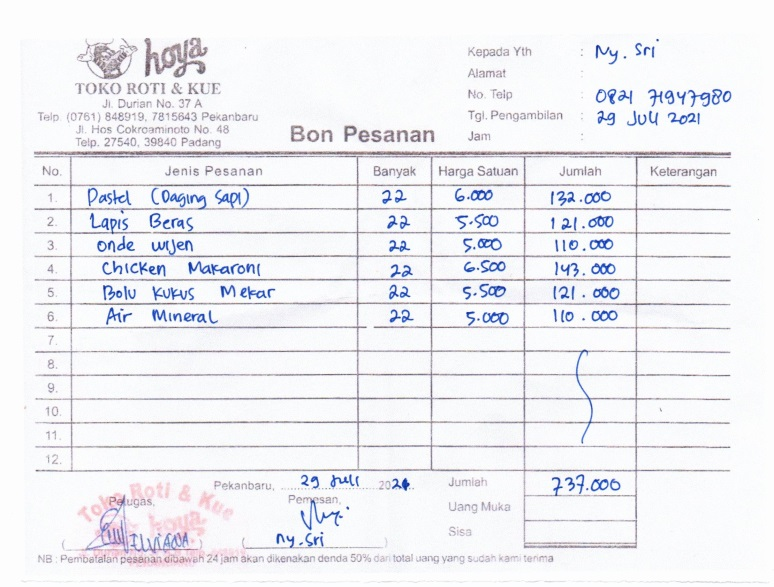 hoya
TOKO ROTI & KUE
Jl. Durian No. 37 A
Telp. (0761) 848919, 7815643 Pekanbaru
Jl. Hos Cokroaminoto No. 48
Telp. 27540, 39840 Padang
Bon Pesanan
Kepada Yth : Ny. Sri
Alamat :
No. Telp : 0821 71947980
Tgl. Pengambilan : 29 Juli 2021
Jam :
No. Jenis Pesanan Banyak Harga Satuan Jumlah Keterangan
1. Pastel (Daging Sapi) 22 6.000 132.000
2. Lapis Beras 22 5.500 121.000
3. onde wijen 22 5.000 110.000
4. Chicken Makaroni 22 6.500 143.000
5. Bolu Kukus Mekar 22 5.500 121.000
6. Air Mineral 22 5.000 110.000
7.
8.
9.
10.
11.
12.
Pekanbaru, 29 Juli 2021 Jumlah 737.000
Petugas, Pemesan, Uang Muka
Toko Roti & Kue
hoya
Sisa
( ) ( Ny. Sri )
NB : Pembatalan pesanan dibawah 24 jam akan dikenakan denda 50% dari total uang yang sudah kami terima